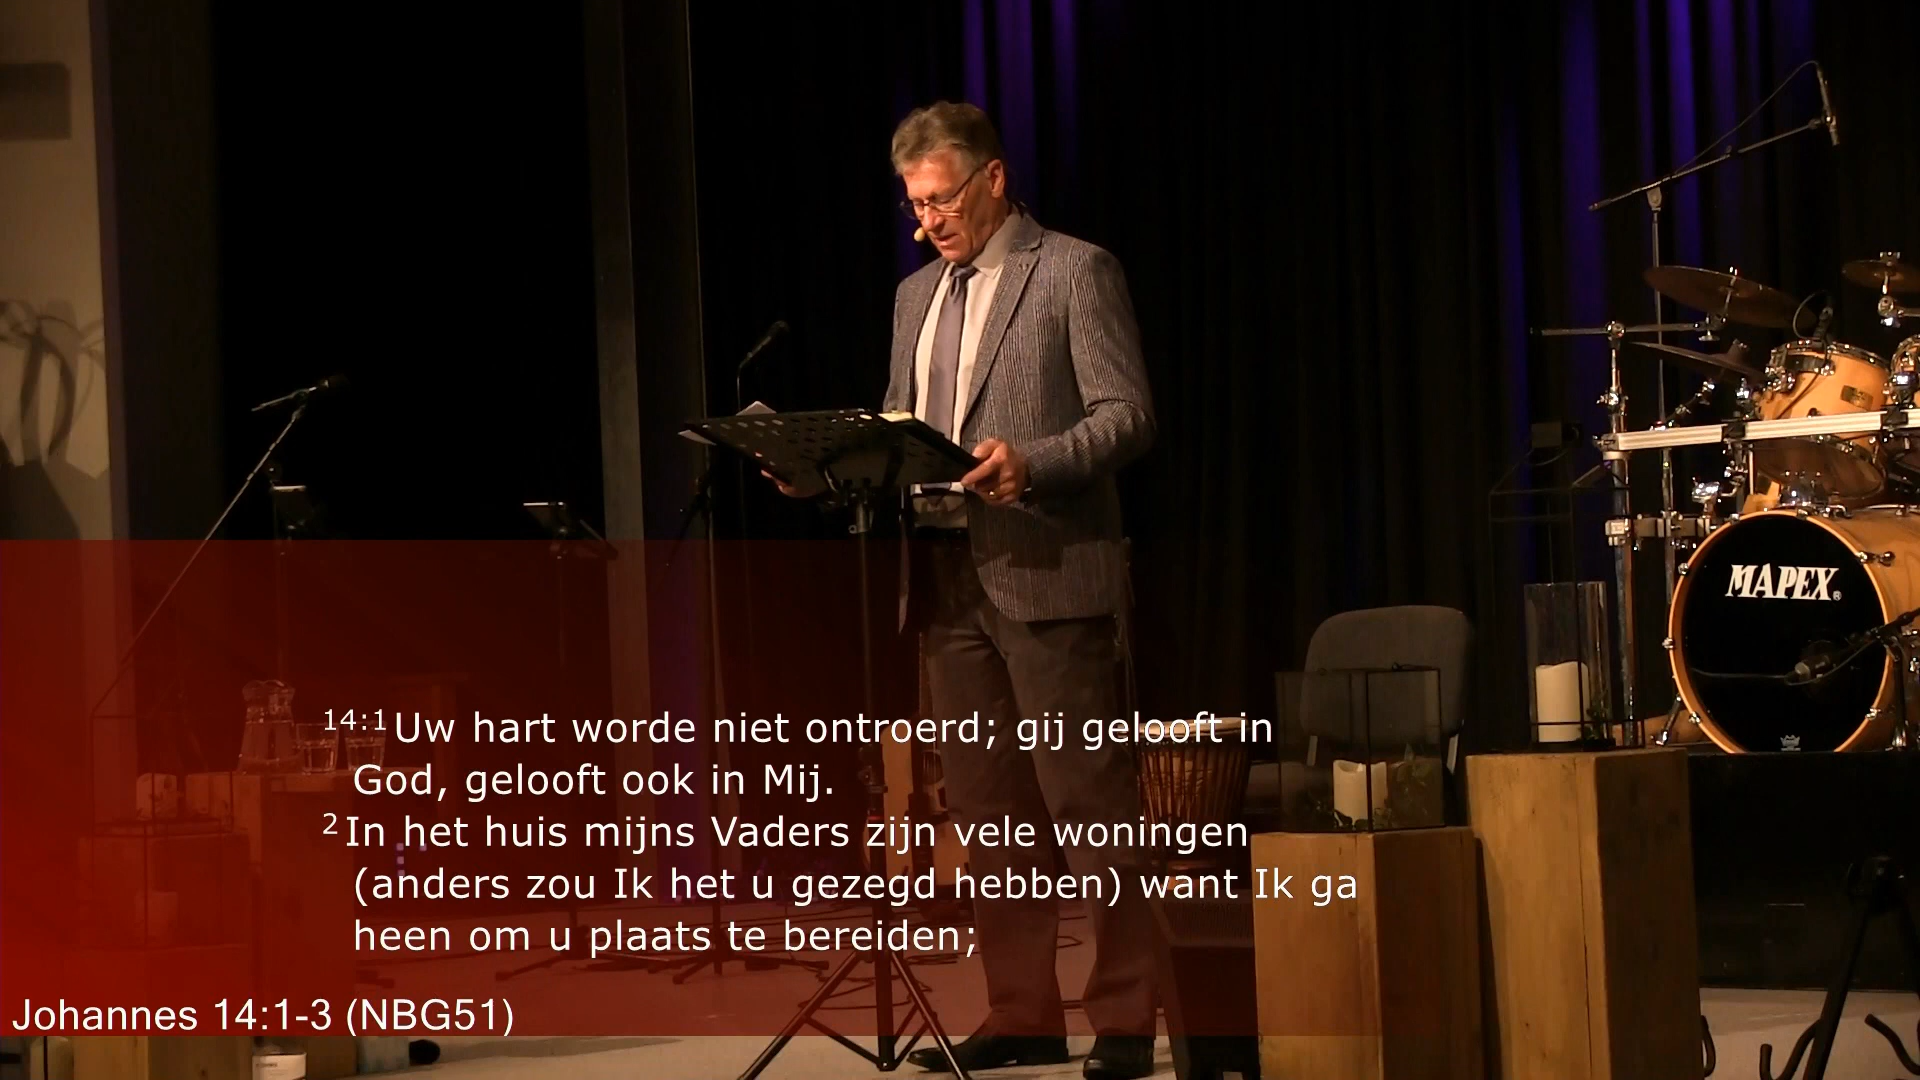 MAPEX®
14:1 Uw hart worde niet ontroerd; gij gelooft in
God, gelooft ook in Mij.
2 In het huis mijns Vaders zijn vele woningen
(anders zou Ik het u gezegd hebben) want Ik ga
heen om u plaats te bereiden;
Johannes 14:1-3 (NBG51)